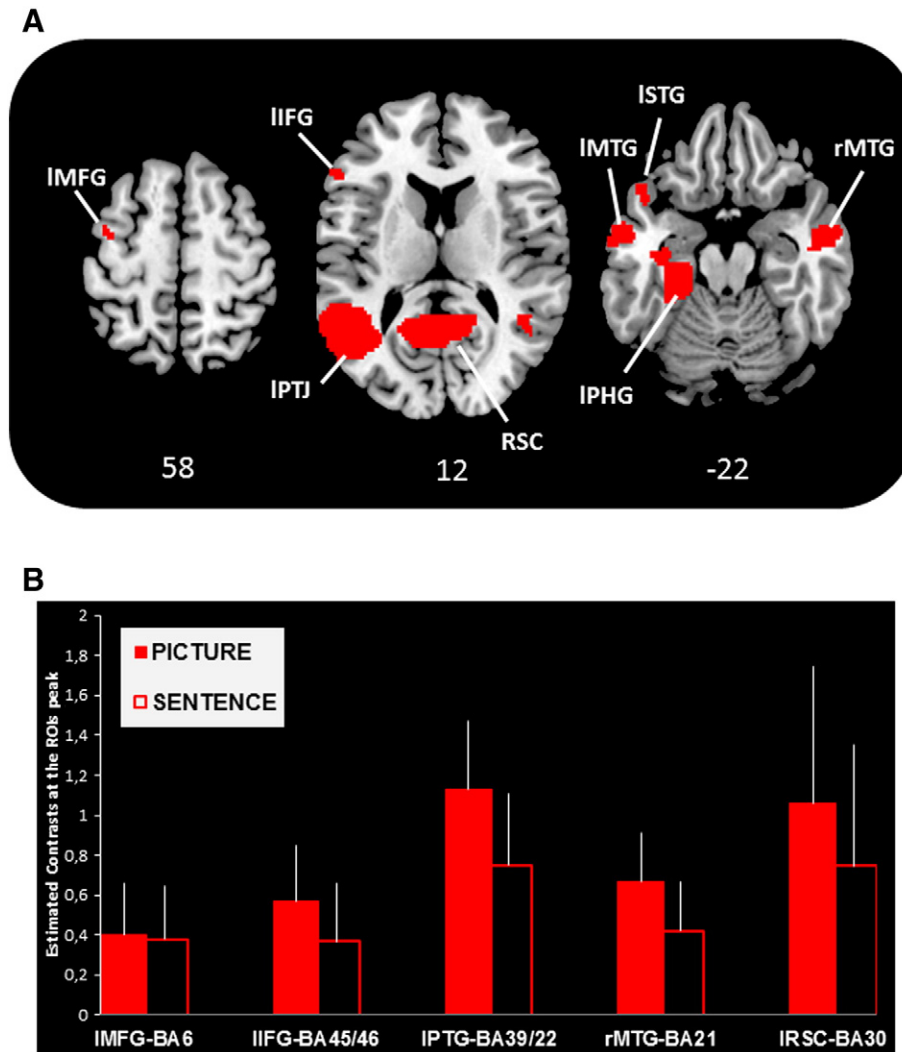 A
lSTG
lIFG
lMTG
rMTG
lMFG
lPTJ
lPHG
RSC
58
12
-22
B
2
1,8
1,6
1,4
1,2
1
0,8
0,6
0,4
0,2
0
Estimated Contrasts at the ROIs peak
PICTURE
SENTENCE
lMFG-BA6 lIFG-BA45/46 lPTG-BA39/22 rMTG-BA21 lRSC-BA30